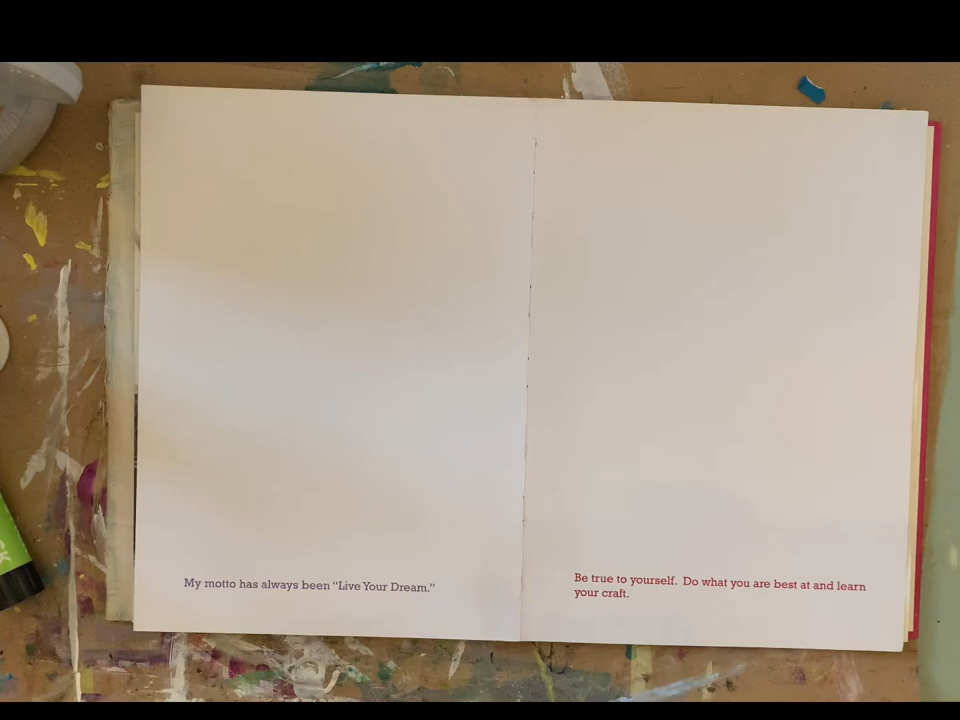 My motto has always been “Live Your Dream.”
Be true to yourself.  Do what you are best at and learn
your craft.
CK